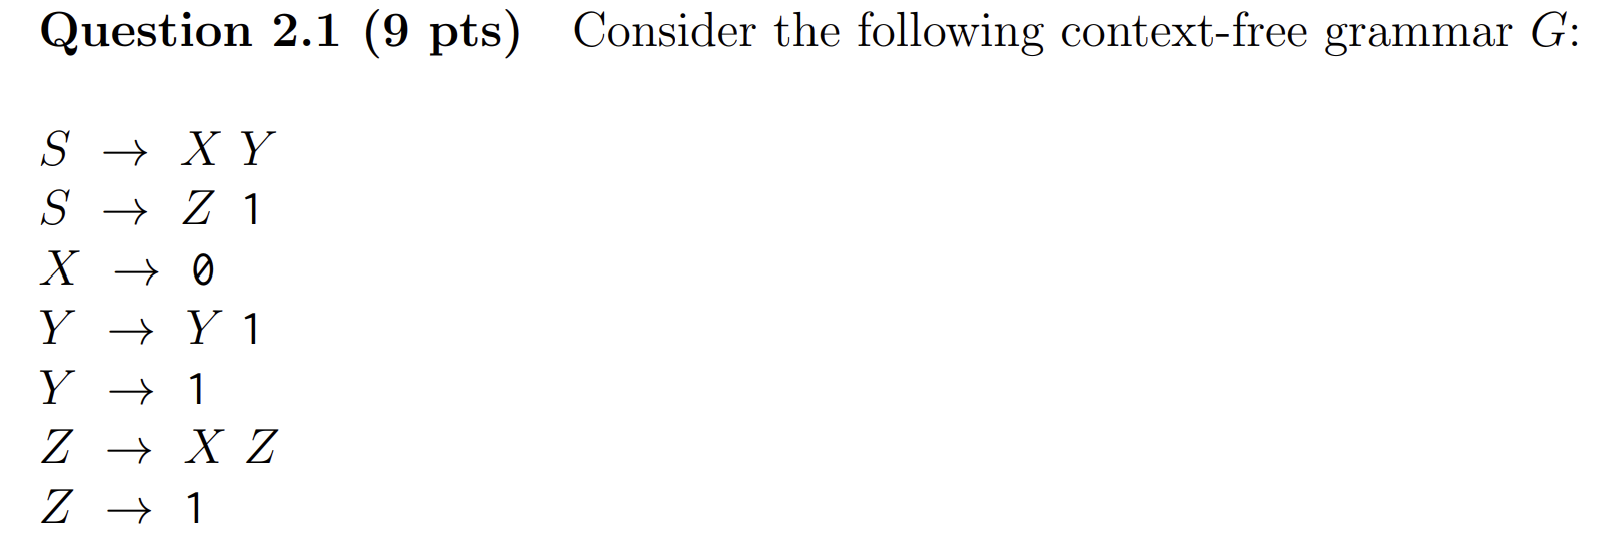 Question 2.1 (9 pts) Consider the following context-free grammar G:
S → X Y
S → Z 1
X → 0
Y → Y 1
Y → 1
Z → X Z
Z → 1